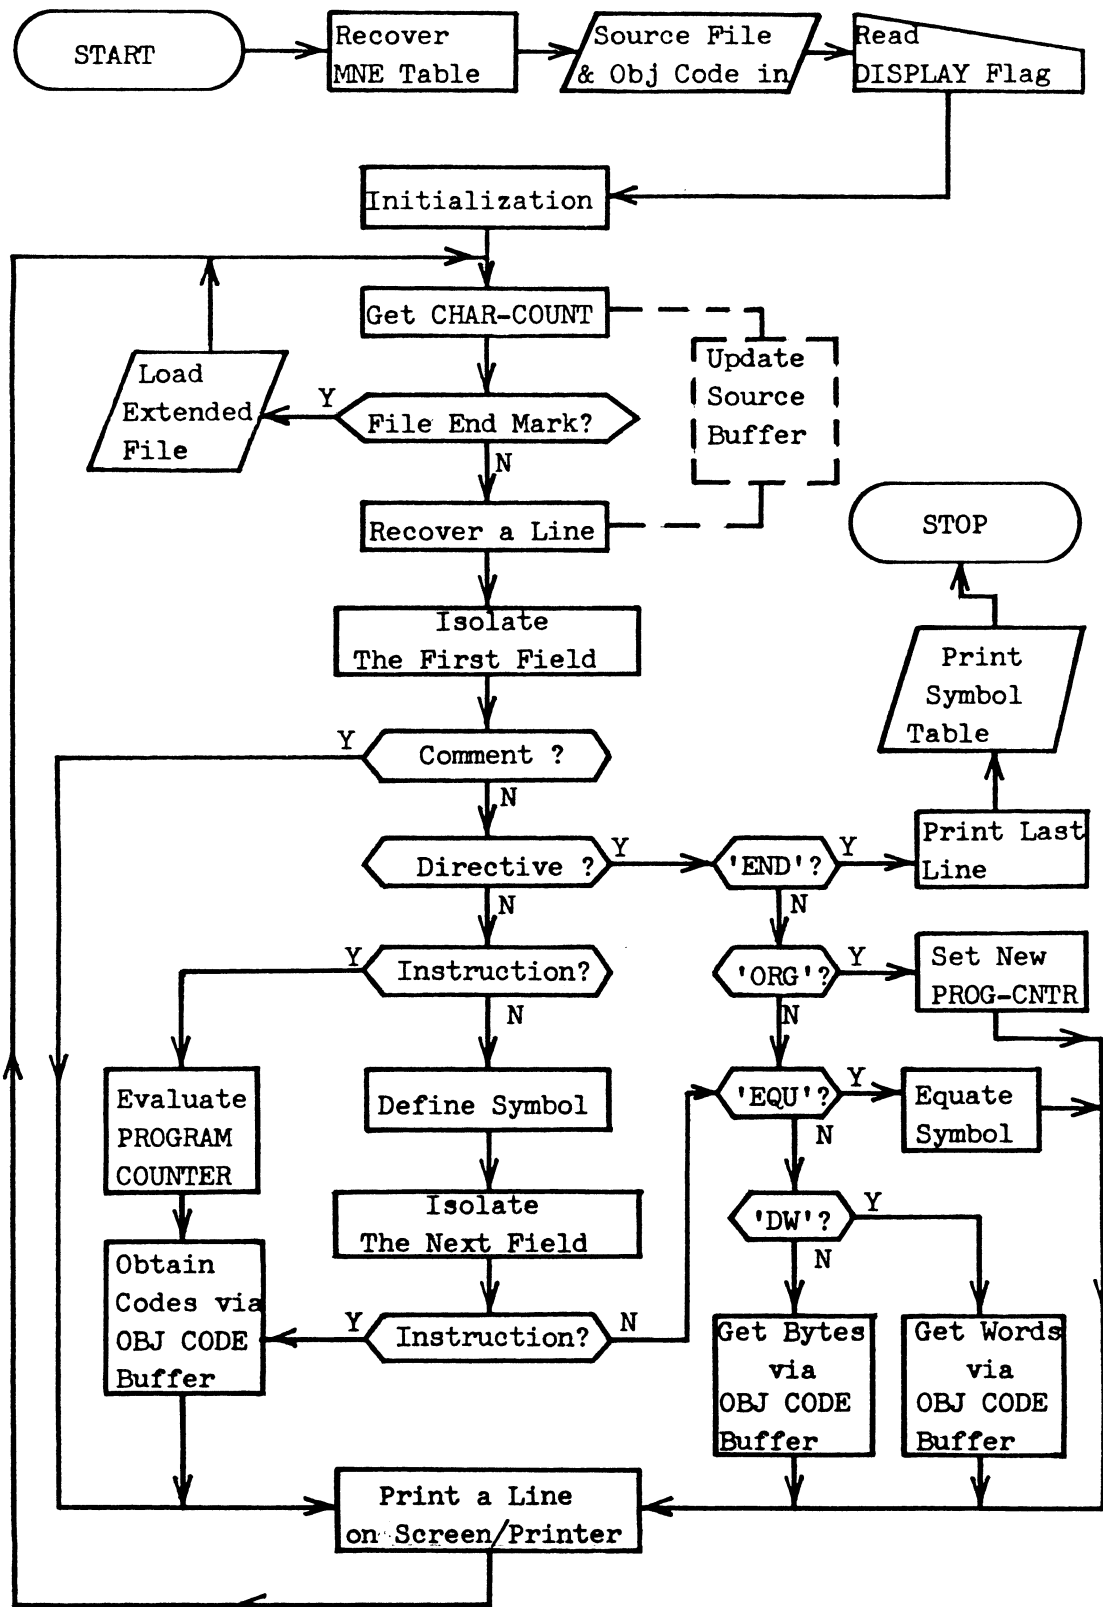 START
Recover
MNE Table
Source File
& Obj Code in
Read
DISPLAY Flag
Initialization
Get CHAR-COUNT
Update
Source
Buffer
Load
Extended
File
Y
File End Mark?
N
Recover a Line
STOP
Isolate
The First Field
Print
Symbol
Table
Y
Comment ?
N
Directive ?
Y
'END'?
Y
Print Last
Line
N
N
Y
Instruction?
'ORG'?
Y
Set New
PROG-CNTR
N
N
Evaluate
PROGRAM
COUNTER
Define Symbol
'EQU'?
Y
Equate
Symbol
N
Isolate
The Next Field
'DW'?
Y
N
Obtain
Codes via
OBJ CODE
Buffer
Y
Instruction?
N
Get Bytes
via
OBJ CODE
Buffer
Get Words
via
OBJ CODE
Buffer
Print a Line
on Screen/Printer